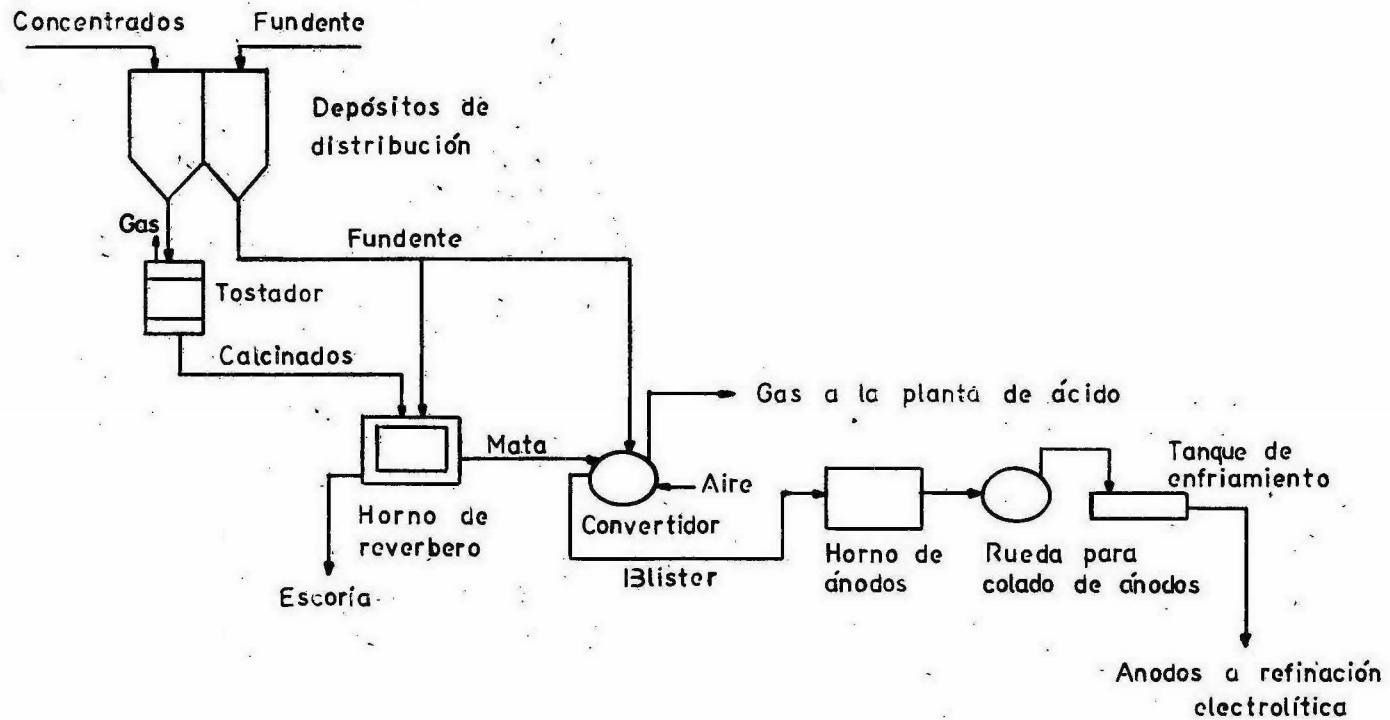 Concentrados
Fundente
Depósitos de
distribución
Gas
Fundente
Tostador
Calcinados
Gas a la planta de ácido
Mata
Aire
Tanque de
enfriamiento
Horno de
reverbero
Convertidor
Blister
Horno de
ánodos
Rueda para
colado de ánodos
Escoría
Anodos a refinación
electrolítica